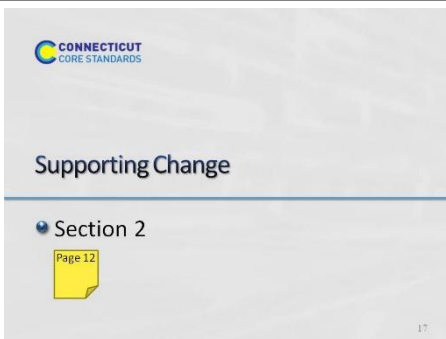 CONNECTICUT
CORE STANDARDS
Supporting Change
Section 2
Page 12
17